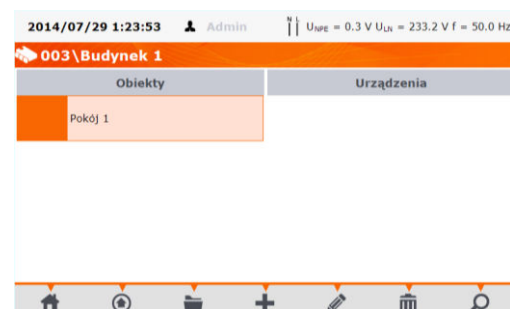 2014/07/29 1:23:53 Admin N L UNPE = 0.3 V ULN = 233.2 V f = 50.0 Hz
003\Budynek 1
Obiekty Urządzenia
Pokój 1